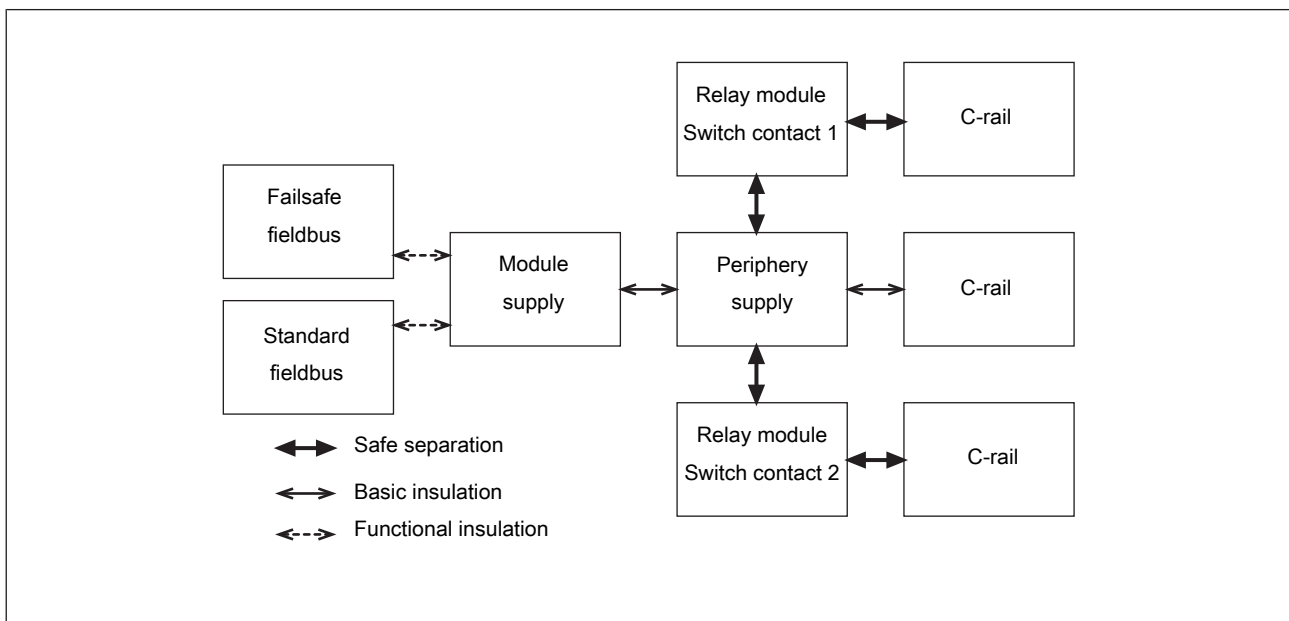 Relay module
Switch contact 1
C-rail
Failsafe
fieldbus
Module
supply
Periphery
supply
C-rail
Standard
fieldbus
Relay module
Switch contact 2
C-rail
Safe separation
Basic insulation
Functional insulation